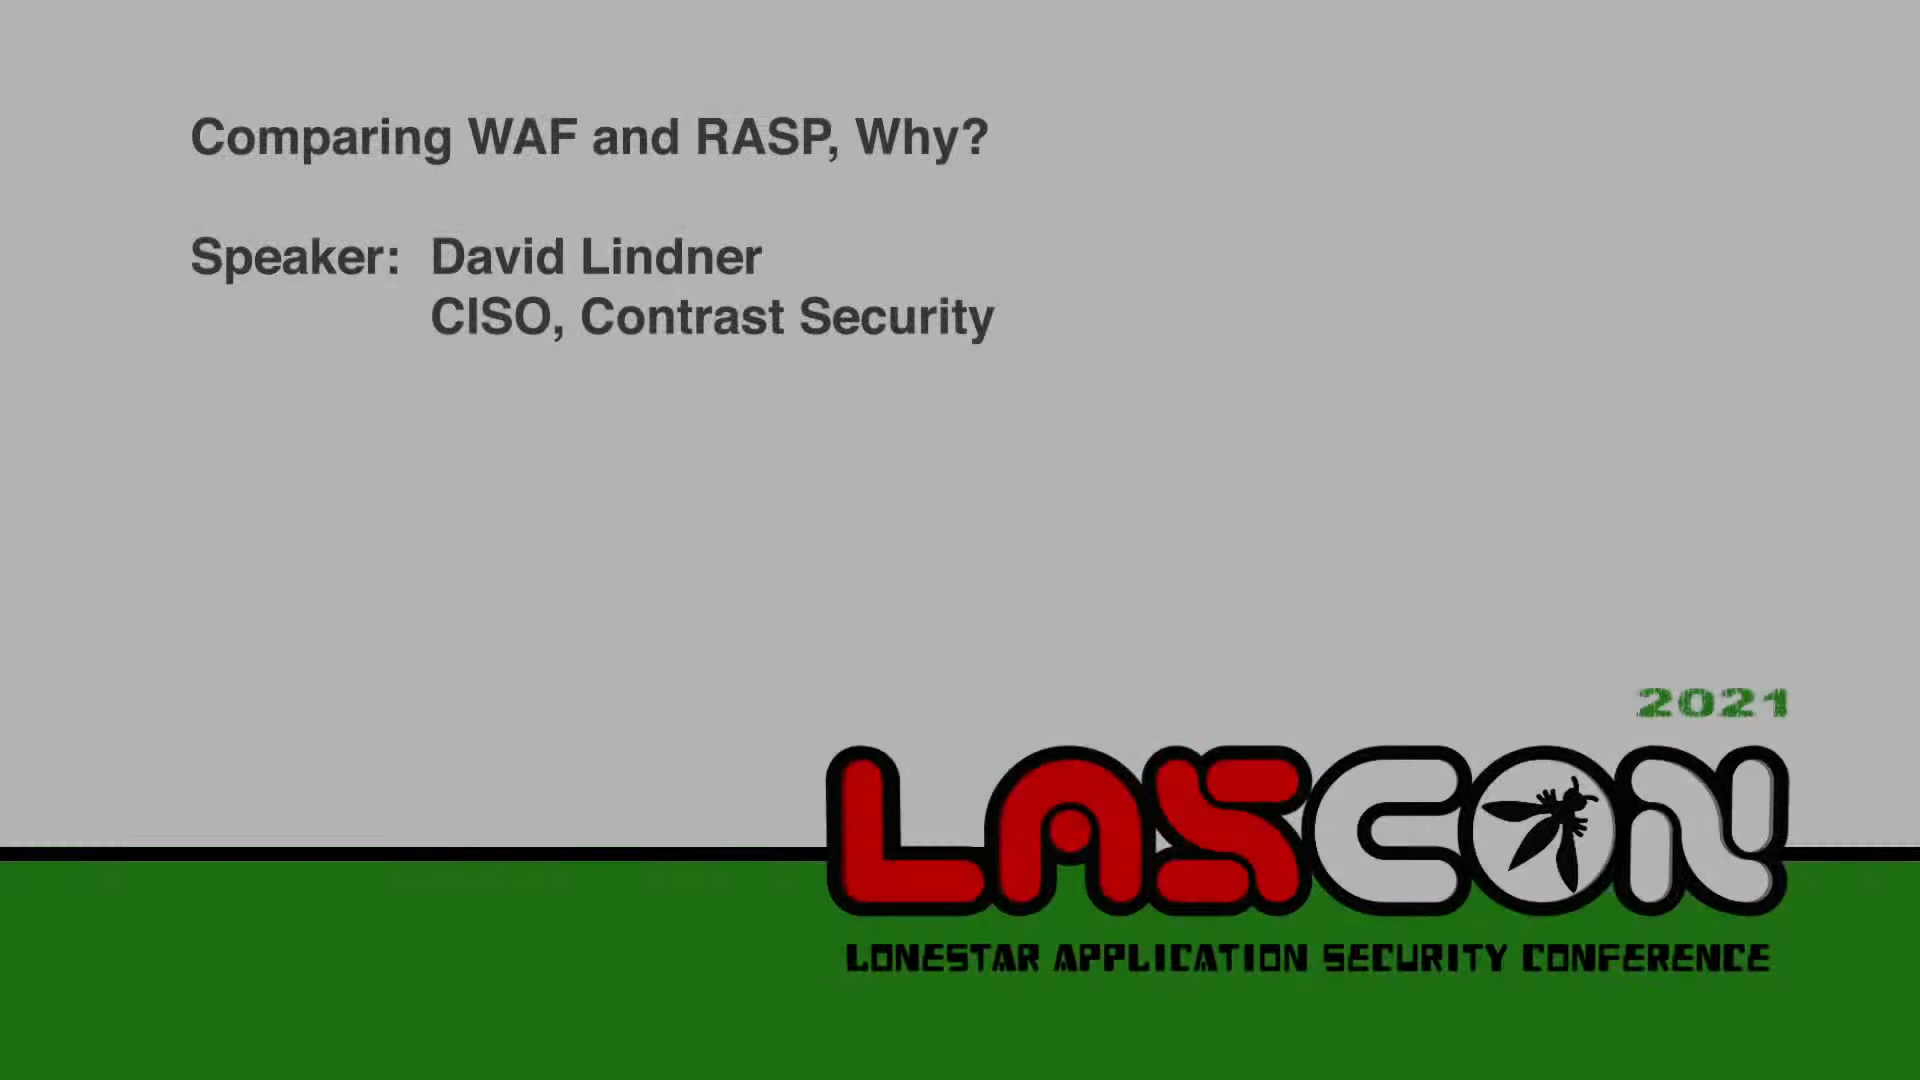 Comparing WAF and RASP, Why?
Speaker: David Lindner
CISO, Contrast Security
2021
LASCON
LONESTAR APPLICATION SECURITY CONFERENCE